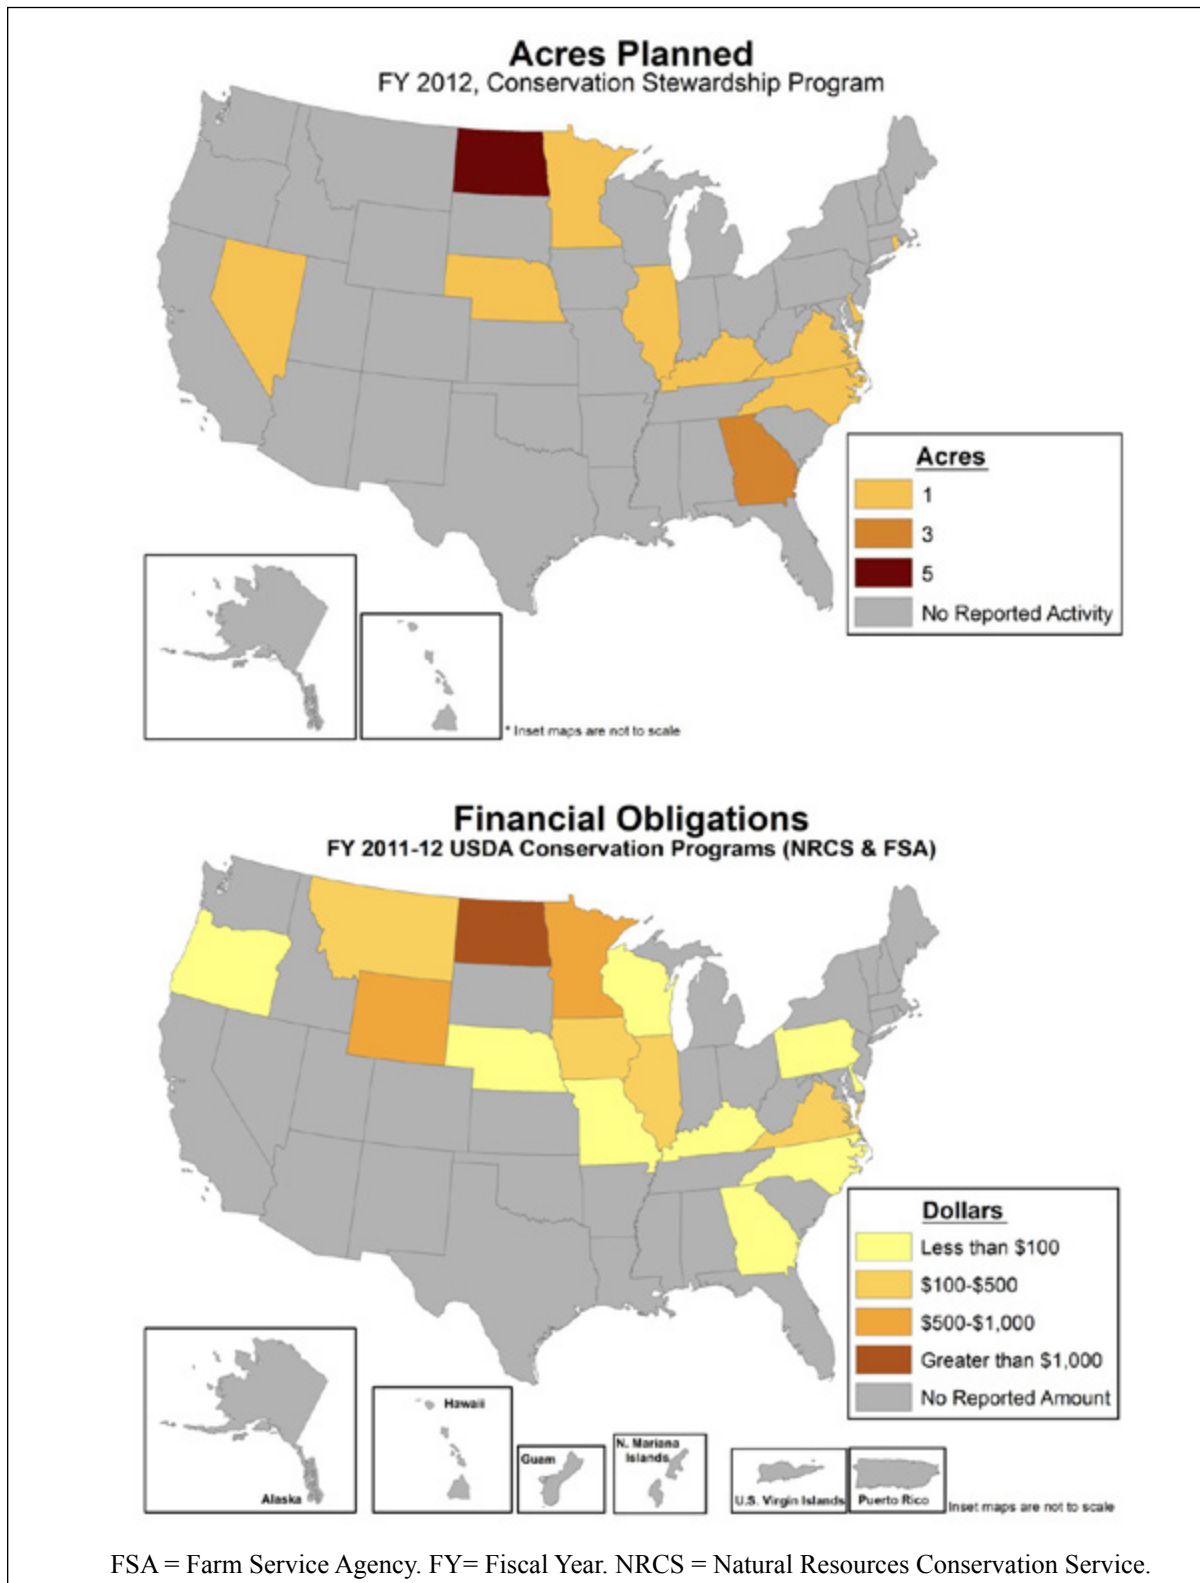 Acres Planned
FY 2012, Conservation Stewardship Program
Acres
1
3
5
No Reported Activity
* Inset maps are not to scale
Financial Obligations
FY 2011-12 USDA Conservation Programs (NRCS & FSA)
Dollars
Less than $100
$100-$500
$500-$1,000
Greater than $1,000
No Reported Amount
Alaska
Hawaii
Guam
N. Mariana
Islands
U.S. Virgin Islands
Puerto Rico
Inset maps are not to scale
FSA = Farm Service Agency. FY= Fiscal Year. NRCS = Natural Resources Conservation Service.